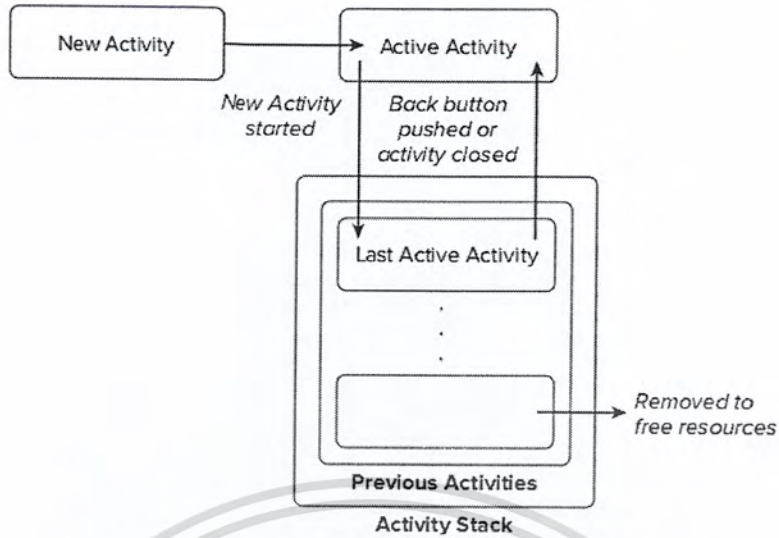 New Activity
Active Activity
New Activity
started
Back button
pushed or
activity closed
Last Active Activity
Removed to
free resources
Previous Activities
Activity Stack